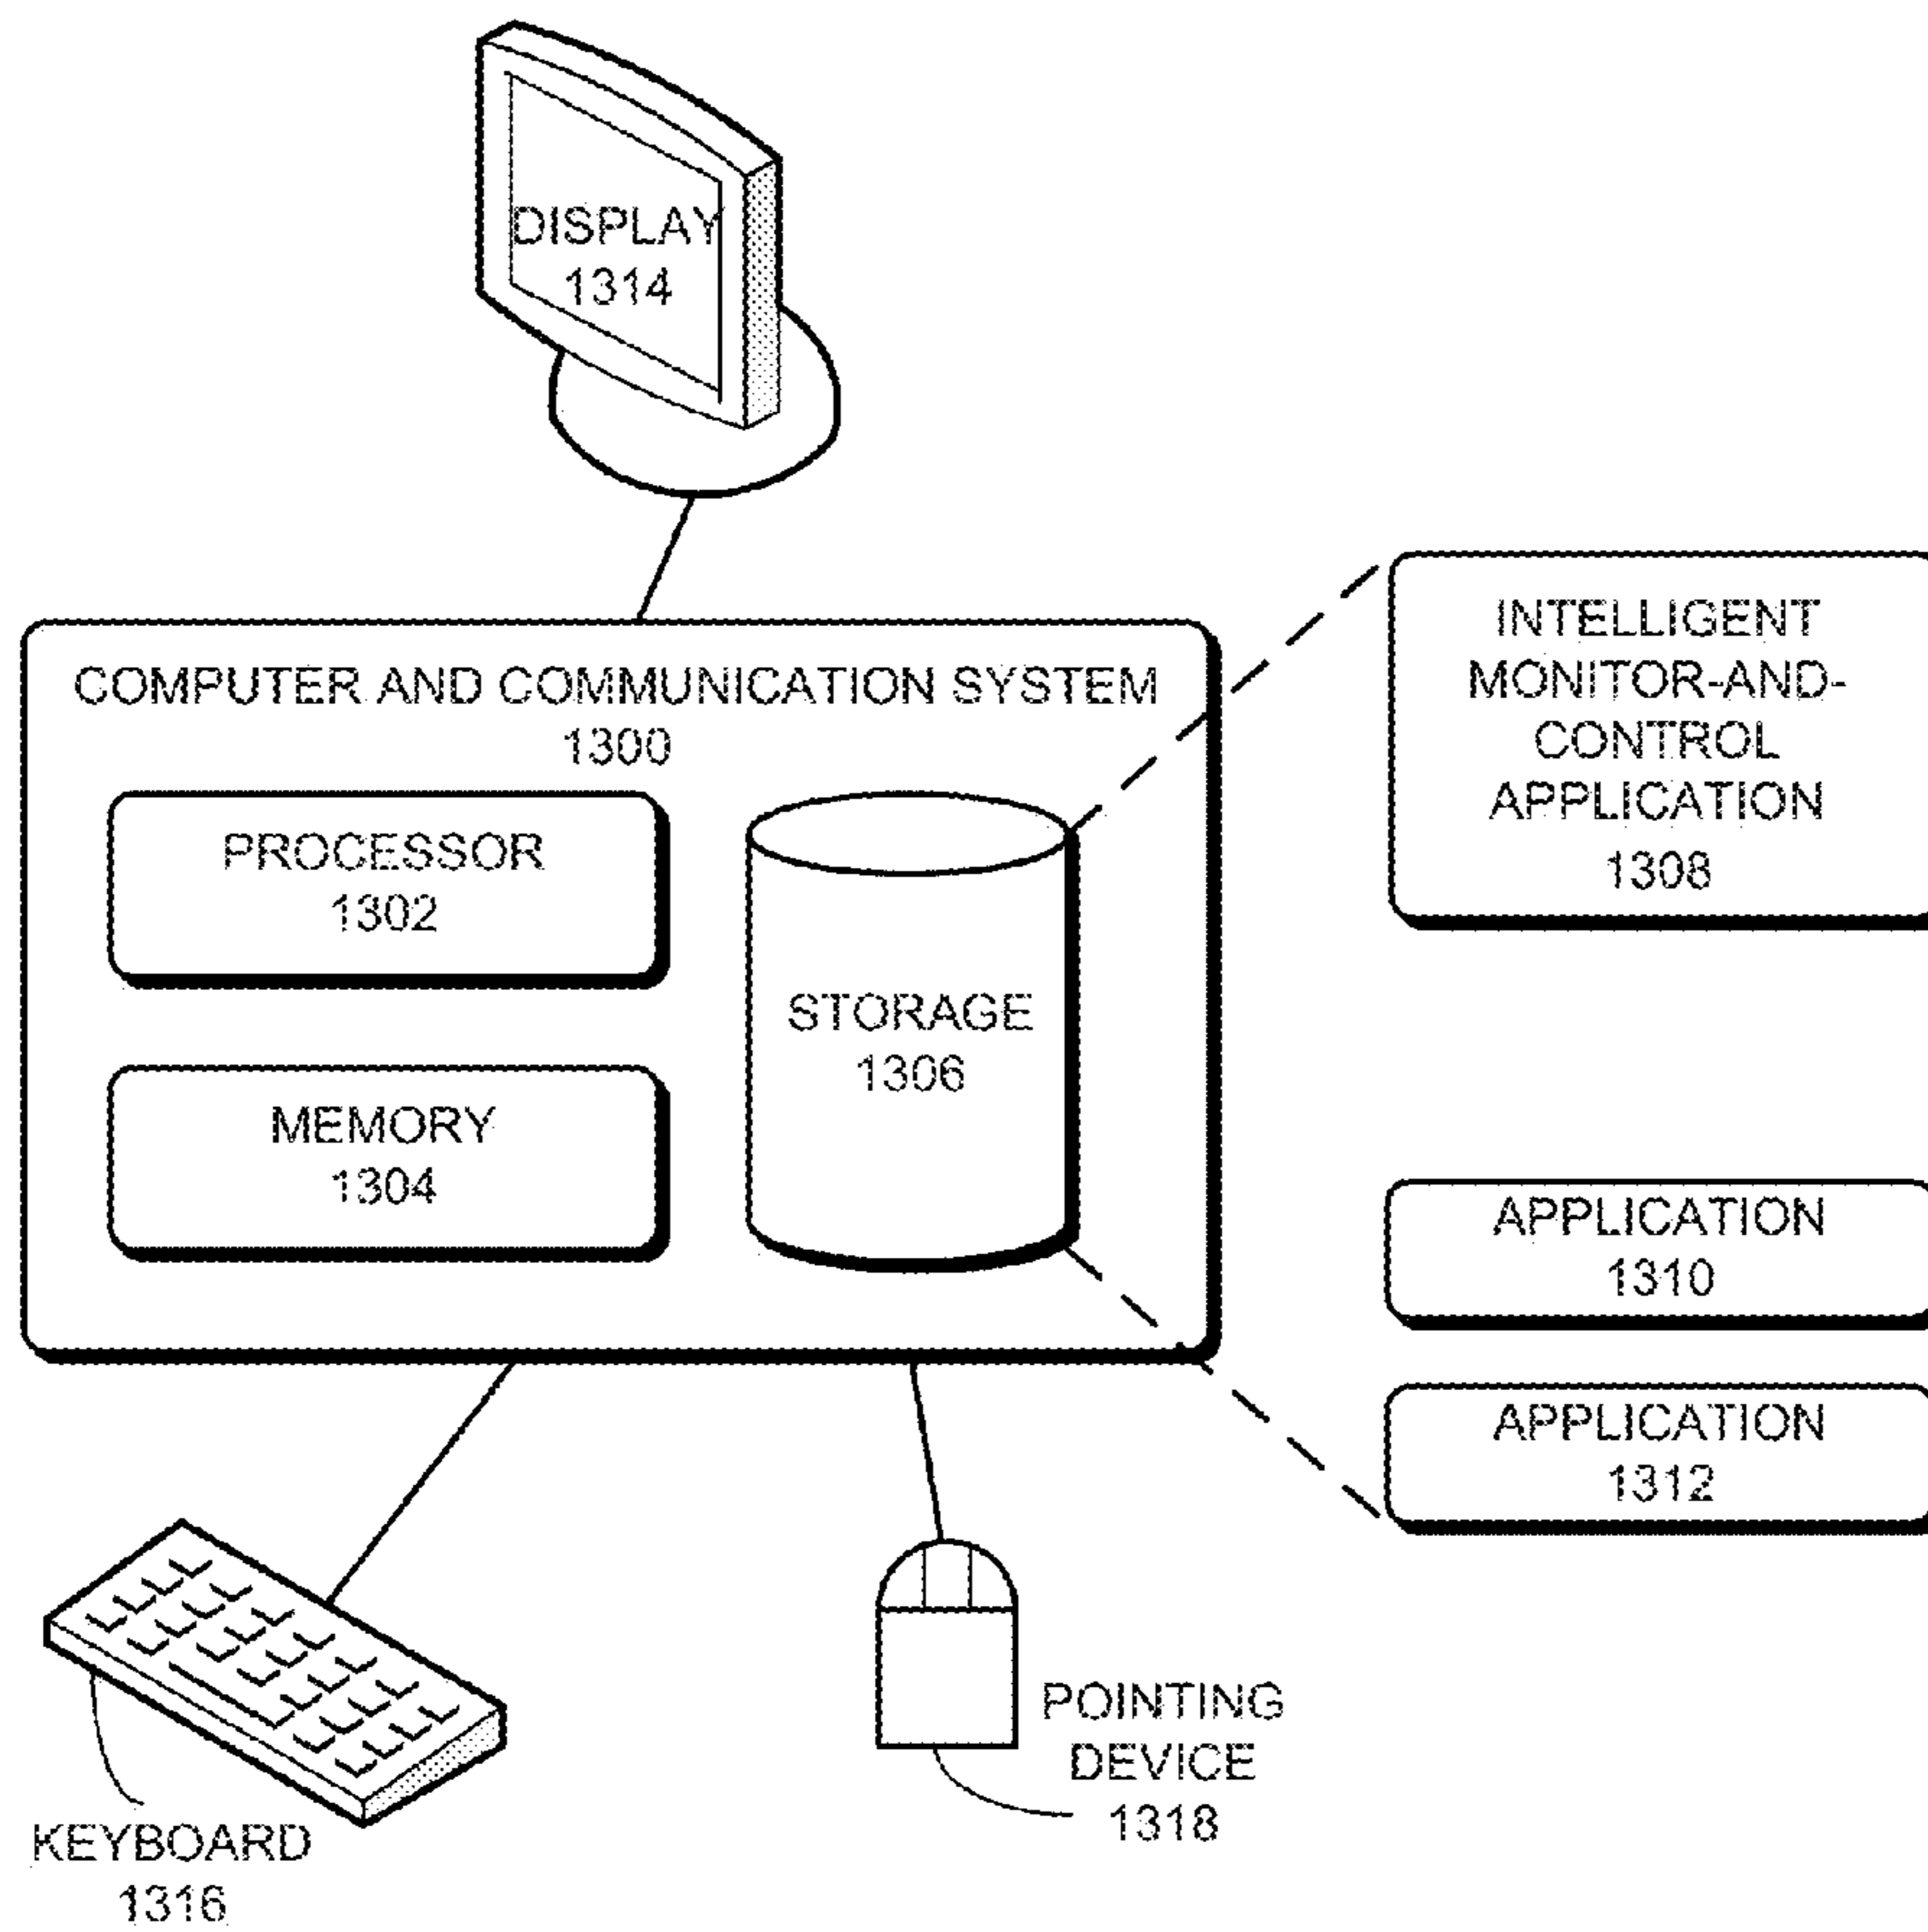 DISPLAY
1314
COMPUTER AND COMMUNICATION SYSTEM
1300
PROCESSOR
1302
MEMORY
1304
STORAGE
1306
INTELLIGENT
MONITOR-AND-
CONTROL
APPLICATION
1308
APPLICATION
1310
APPLICATION
1312
KEYBOARD
1316
POINTING
DEVICE
1318